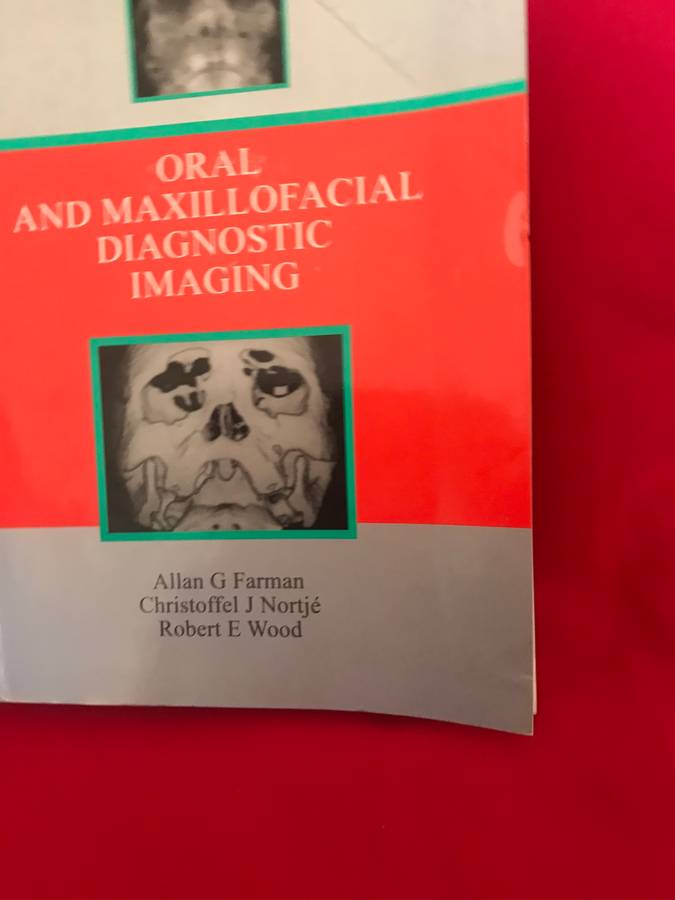 ORAL
AND MAXILLOFACIAL
DIAGNOSTIC
IMAGING
Allan G Farman
Christoffel J Nortjé
Robert E Wood